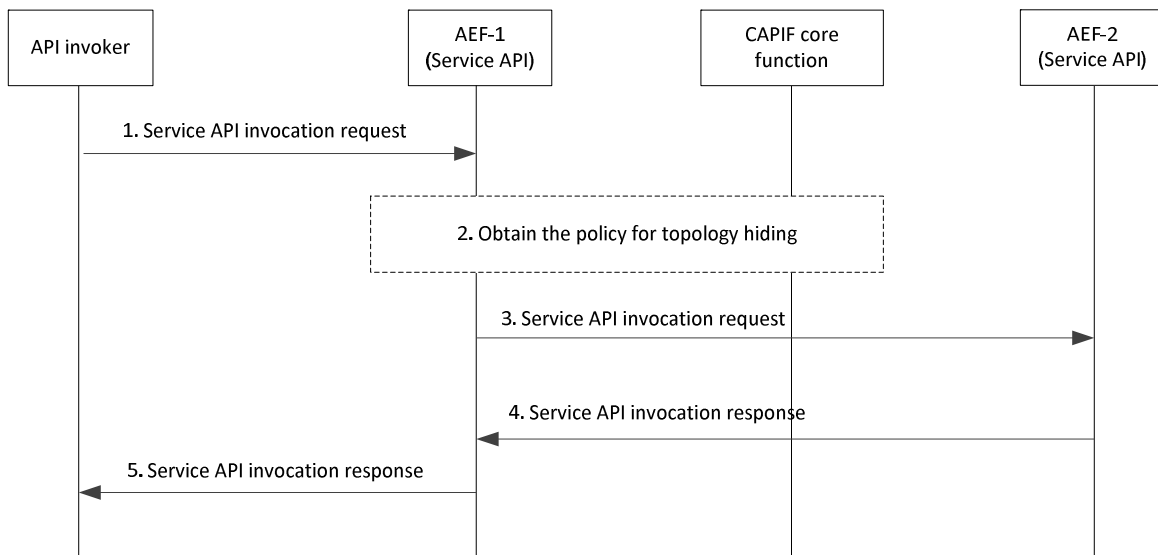 API invoker
AEF-1
(Service API)
CAPIF core
function
AEF-2
(Service API)
1. Service API invocation request
2. Obtain the policy for topology hiding
3. Service API invocation request
4. Service API invocation response
5. Service API invocation response